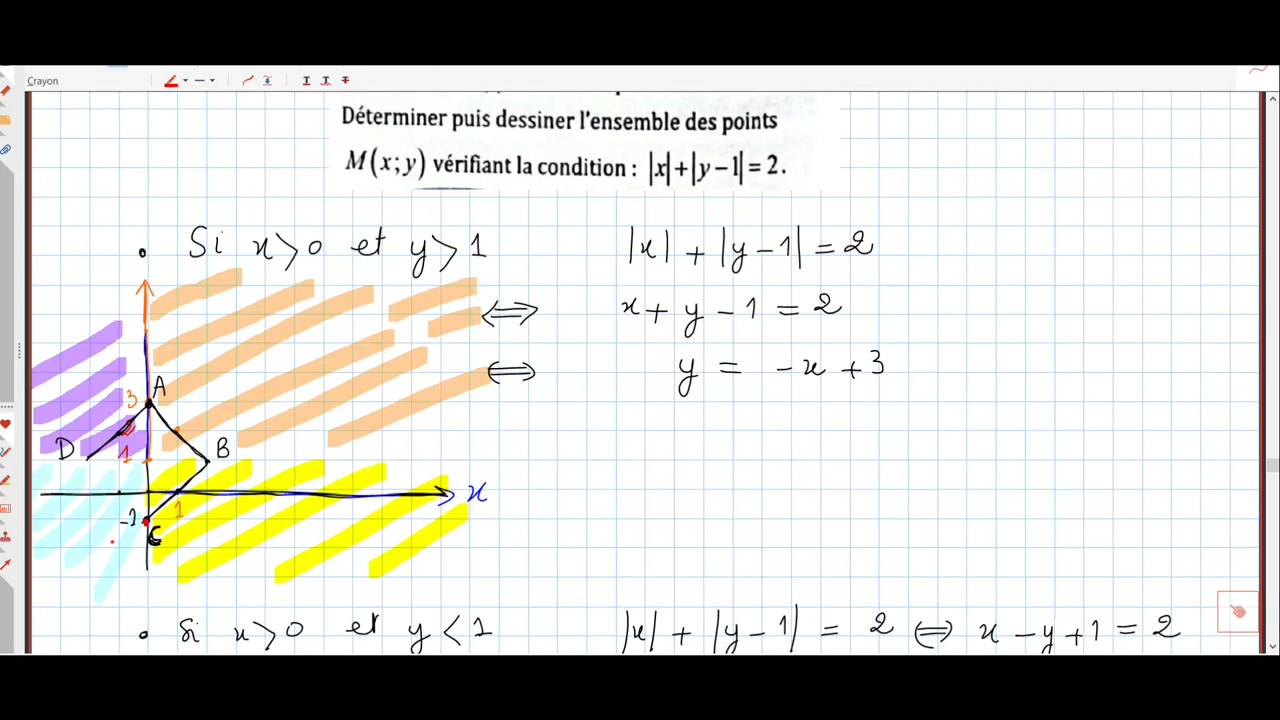 Crayon
Déterminer puis dessiner l'ensemble des points
M(x;y) vérifiant la condition : |x|+|y−1|=2.
• Si x>0 et y>1 |x| + |y−1| = 2
⟺ x + y − 1 = 2
⟺ y = −x + 3
A
3
D
1
B
x
1
-1
C
• Si x>0 et y<1 |x| + |y−1| = 2 ⟺ x − y + 1 = 2